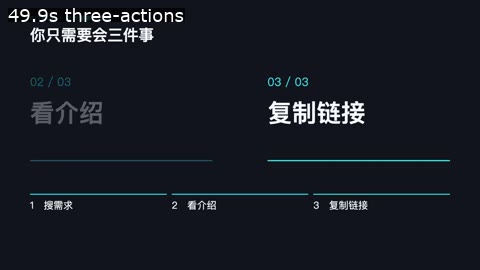 49.9s three-actions
你只需要会三件事
02 / 03
看介绍
03 / 03
复制链接
1 搜需求
2 看介绍
3 复制链接